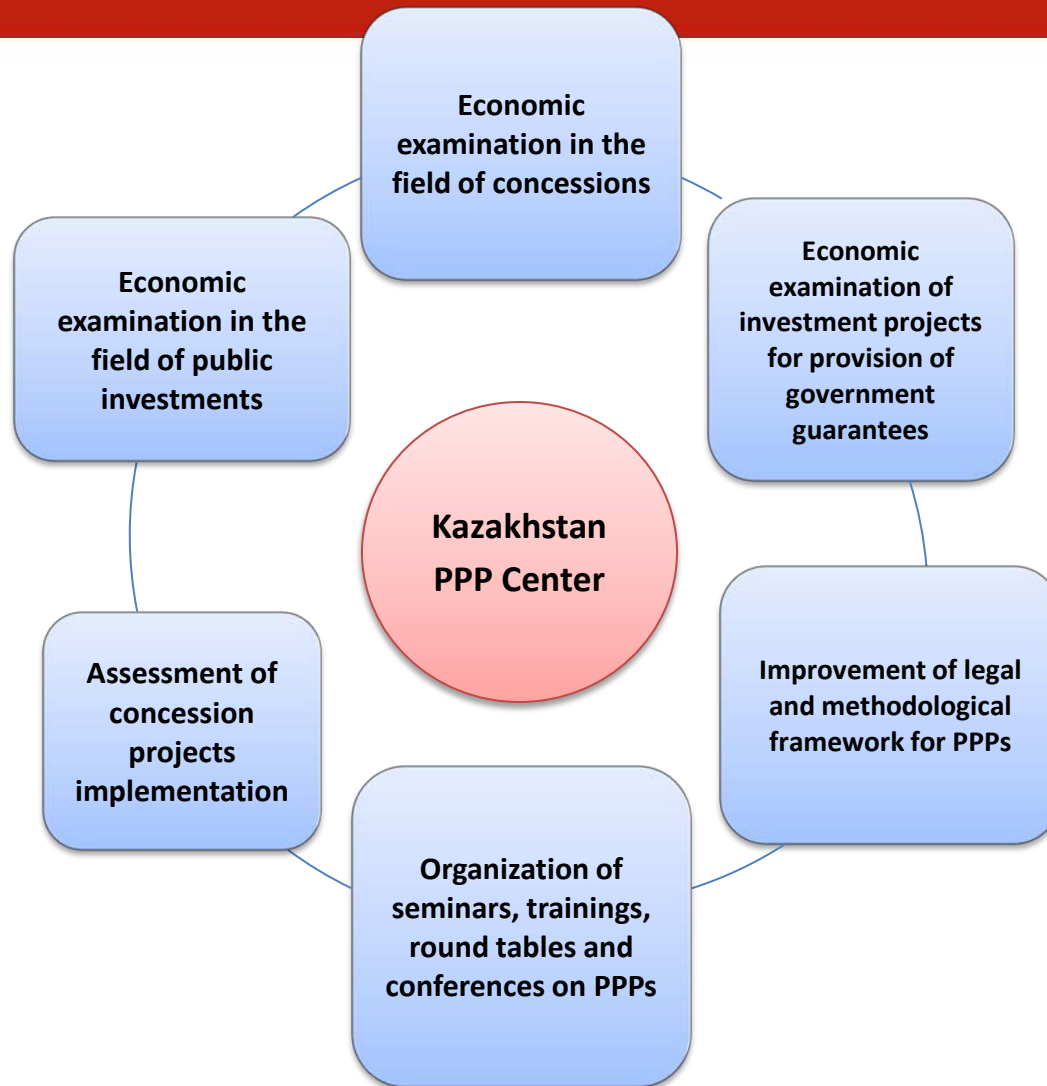 Economic
examination in the
field of concessions
Economic
examination of
investment projects
for provision of
government
guarantees
Improvement of legal
and methodological
framework for PPPs
Organization of
seminars, trainings,
round tables and
conferences on PPPs
Assessment of
concession
projects
implementation
Economic
examination in the
field of public
investments
Kazakhstan
PPP Center